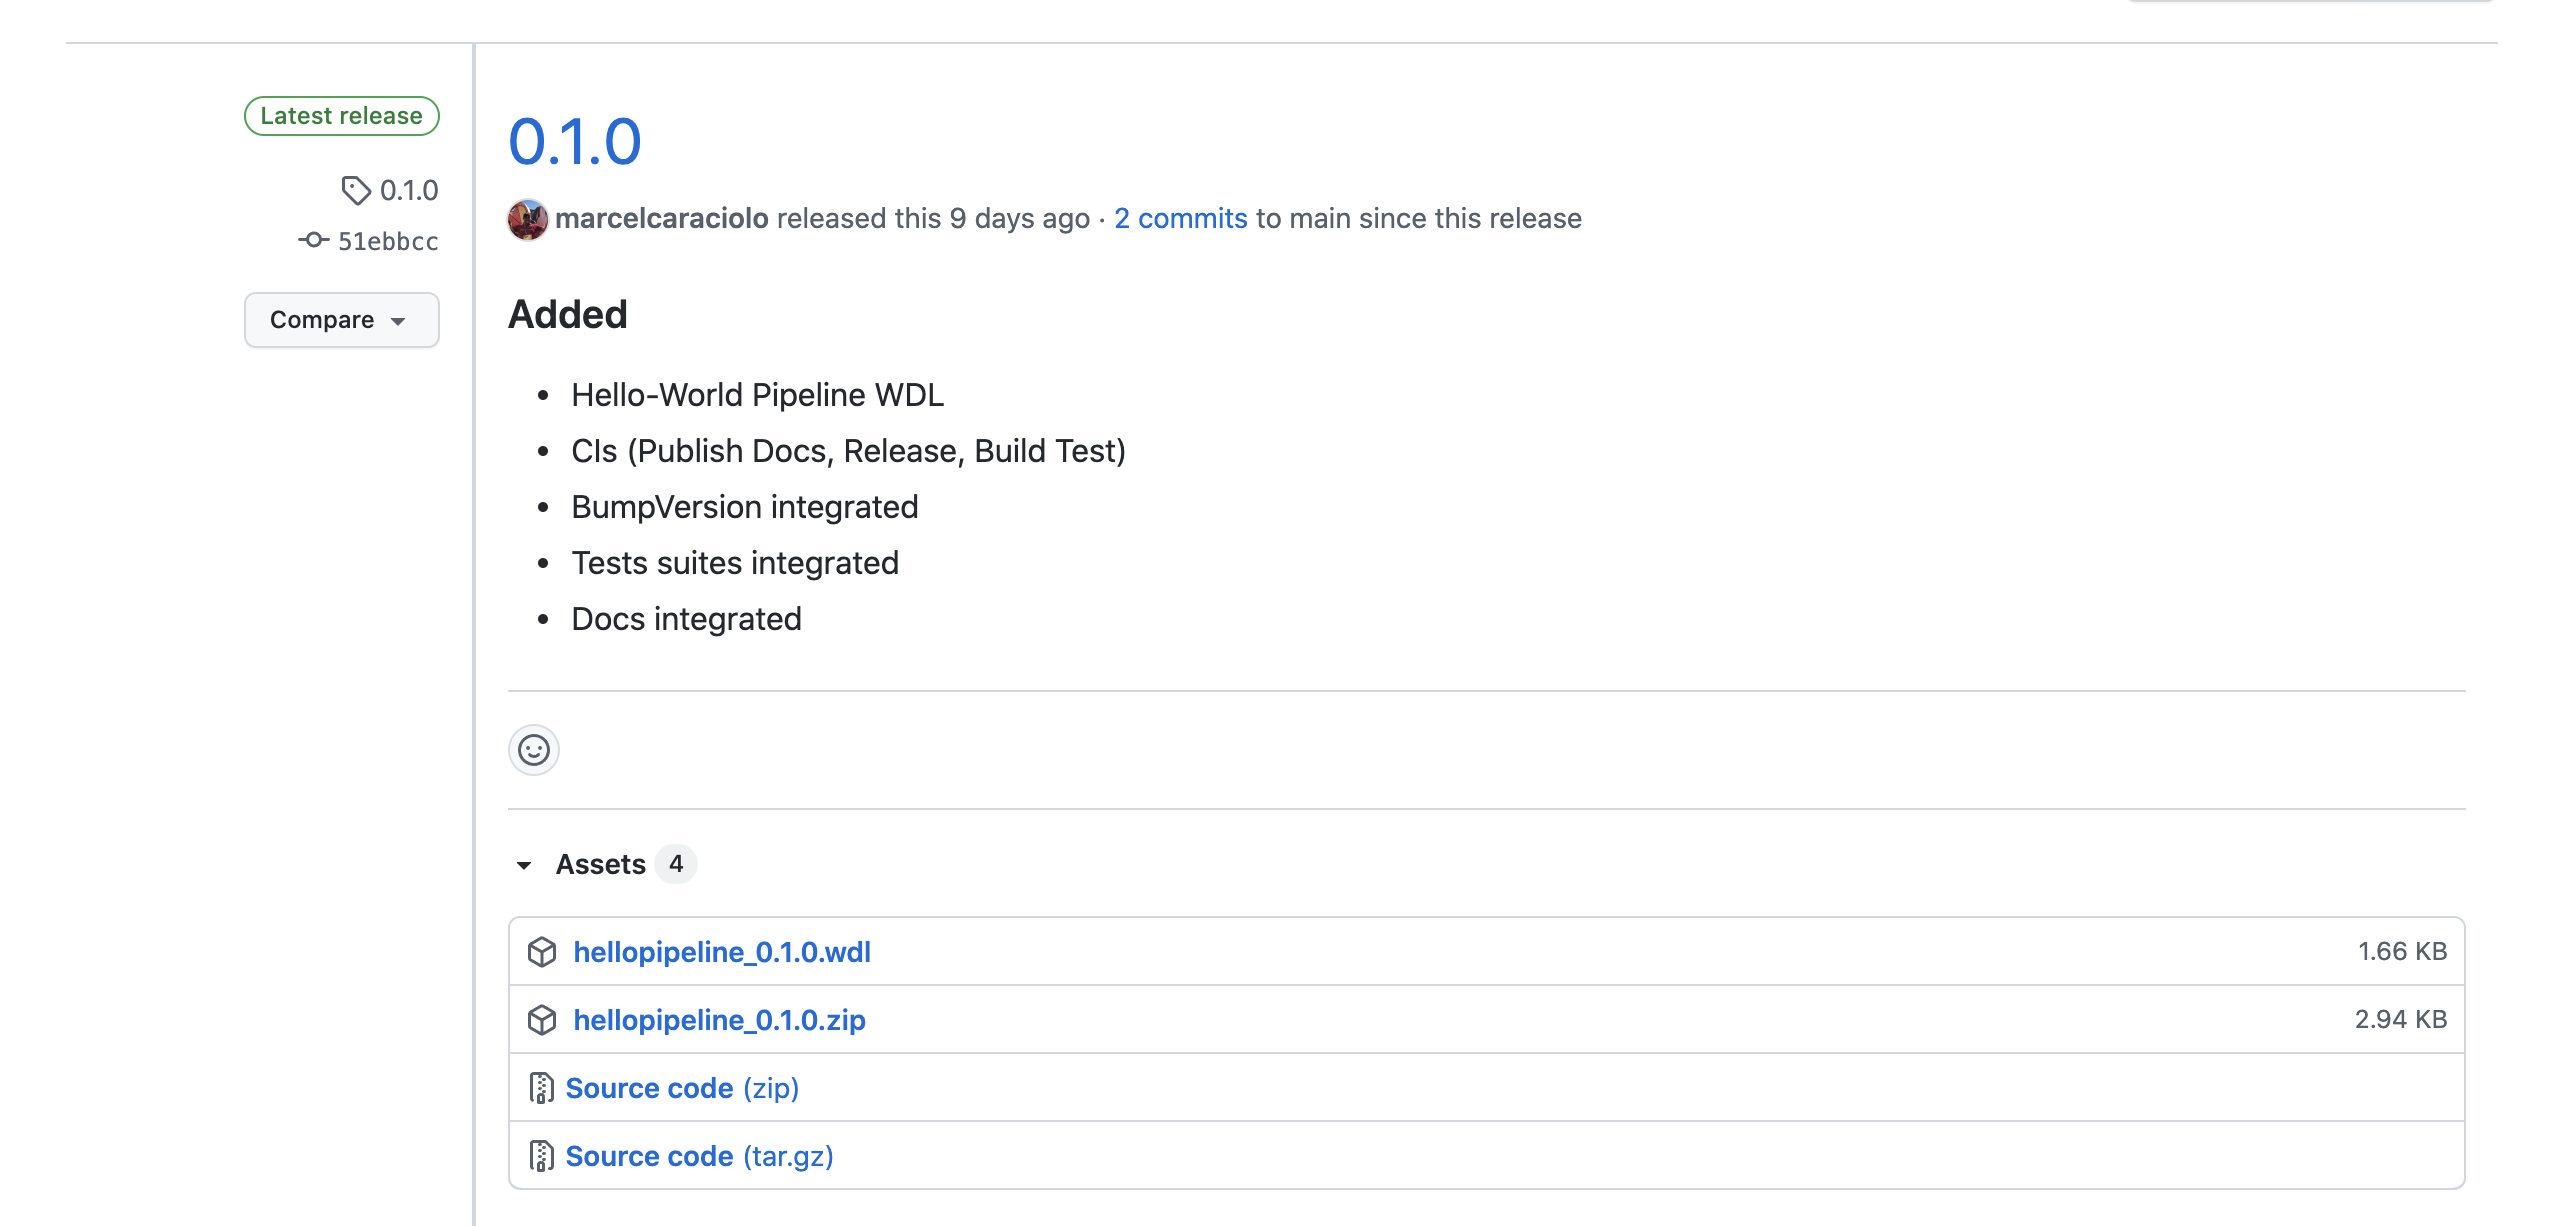 Latest release
0.1.0
51ebbcc
Compare
0.1.0
marcelcaraciolo released this 9 days ago · 2 commits to main since this release
Added
• Hello-World Pipeline WDL
• CIs (Publish Docs, Release, Build Test)
• BumpVersion integrated
• Tests suites integrated
• Docs integrated
Assets 4
hellopipeline_0.1.0.wdl 1.66 KB
hellopipeline_0.1.0.zip 2.94 KB
Source code (zip)
Source code (tar.gz)